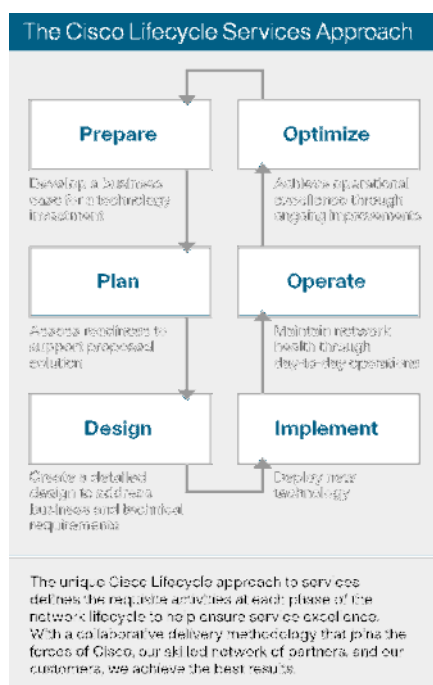 The Cisco Lifecycle Services Approach
Prepare
Develop a business
case for a technology
investment
Plan
Assess readiness to
support proposed
solution
Design
Create a detailed
design to address
business and technical
requirements
Implement
Deploy new
technology
Operate
Maintain network
health through
day-to-day operations
Optimize
Achieve operational
excellence through
ongoing improvements
The unique Cisco Lifecycle approach to services
defines the requisite activities at each phase of the
network lifecycle to help ensure service excellence.
With a collaborative delivery methodology that joins the
forces of Cisco, our skilled network of partners, and our
customers, we achieve the best results.